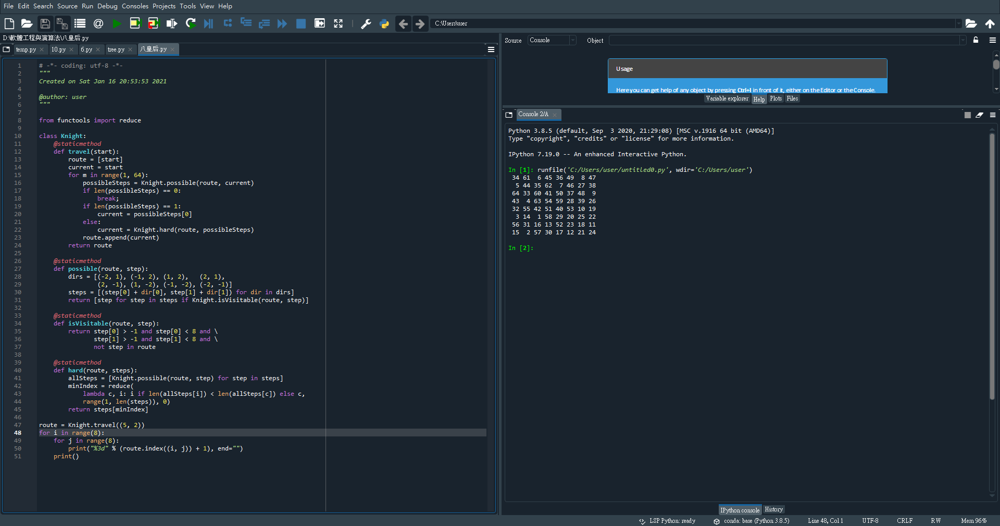 File Edit Search Source Run Debug Consoles Projects Tools View Help
C:\Users\user
D:\軟體工程與演算法\八皇后.py
temp.py 10.py 6.py tree.py 八皇后.py
1 # -*- coding: utf-8 -*-
2 """
3 Created on Sat Jan 16 20:53:53 2021
4
5 @author: user
6 """
7
8 from functools import reduce
9
10 class Knight:
11     @staticmethod
12     def travel(start):
13         route = [start]
14         current = start
15         for m in range(1, 64):
16             possibleSteps = Knight.possible(route, current)
17             if len(possibleSteps) == 0:
18                 break;
19             if len(possibleSteps) == 1:
20                 current = possibleSteps[0]
21             else:
22                 current = Knight.hard(route, possibleSteps)
23             route.append(current)
24         return route
25
26     @staticmethod
27     def possible(route, step):
28         dirs = [(-2, 1), (-1, 2), (1, 2),   (2, 1),
29                 (2, -1), (1, -2), (-1, -2), (-2, -1)]
30         steps = [(step[0] + dir[0], step[1] + dir[1]) for dir in dirs]
31         return [step for step in steps if Knight.isVisitable(route, step)]
32
33     @staticmethod
34     def isVisitable(route, step):
35         return step[0] > -1 and step[0] < 8 and \
36                step[1] > -1 and step[1] < 8 and \
37                not step in route
38
39     @staticmethod
40     def hard(route, steps):
41         allSteps = [Knight.possible(route, step) for step in steps]
42         minIndex = reduce(
43             lambda c, i: i if len(allSteps[i]) < len(allSteps[c]) else c,
44             range(1, len(steps)), 0)
45         return steps[minIndex]
46
47 route = Knight.travel((5, 2))
48 for i in range(8):
49     for j in range(8):
50         print("%3d" % (route.index((i, j)) + 1), end="")
51     print()
Source Console Object
Usage
Here you can get help of any object by pressing Ctrl+I in front of it, either on the Editor or the Console.
Variable explorer Help Plots Files
Console 2/A
Python 3.8.5 (default, Sep  3 2020, 21:29:08) [MSC v.1916 64 bit (AMD64)]
Type "copyright", "credits" or "license" for more information.
IPython 7.19.0 -- An enhanced Interactive Python.
In [1]: runfile('C:/Users/user/untitled0.py', wdir='C:/Users/user')
 34 61  6 45 36 49  8 47
  5 44 35 62  7 46 27 38
 64 33 60 41 50 37 48  9
 43  4 63 54 59 28 39 26
 32 55 42 51 40 53 10 19
  3 14  1 58 29 20 25 22
 56 31 16 13 52 23 18 11
 15  2 57 30 17 12 21 24
In [2]:
IPython console History
LSP Python: ready conda: base (Python 3.8.5) Line 48, Col 1 UTF-8 CRLF RW Mem 96%